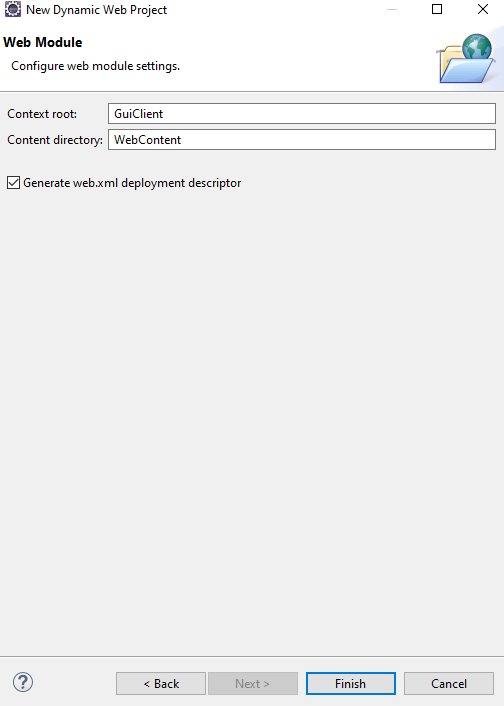 New Dynamic Web Project
Web Module
Configure web module settings.
Context root: GuiClient
Content directory: WebContent
Generate web.xml deployment descriptor
? < Back Next > Finish Cancel